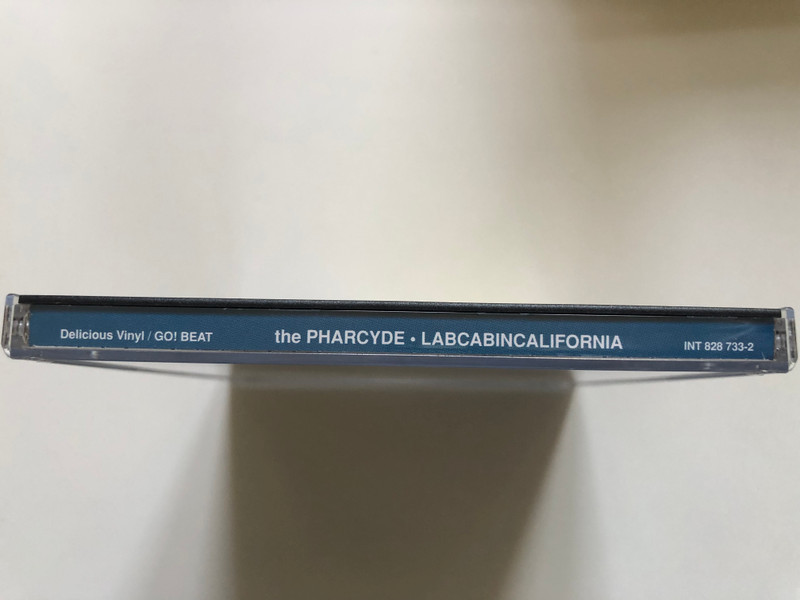 Delicious Vinyl / GO! BEAT the PHARCYDE • LABCABINCALIFORNIA INT 828 733-2